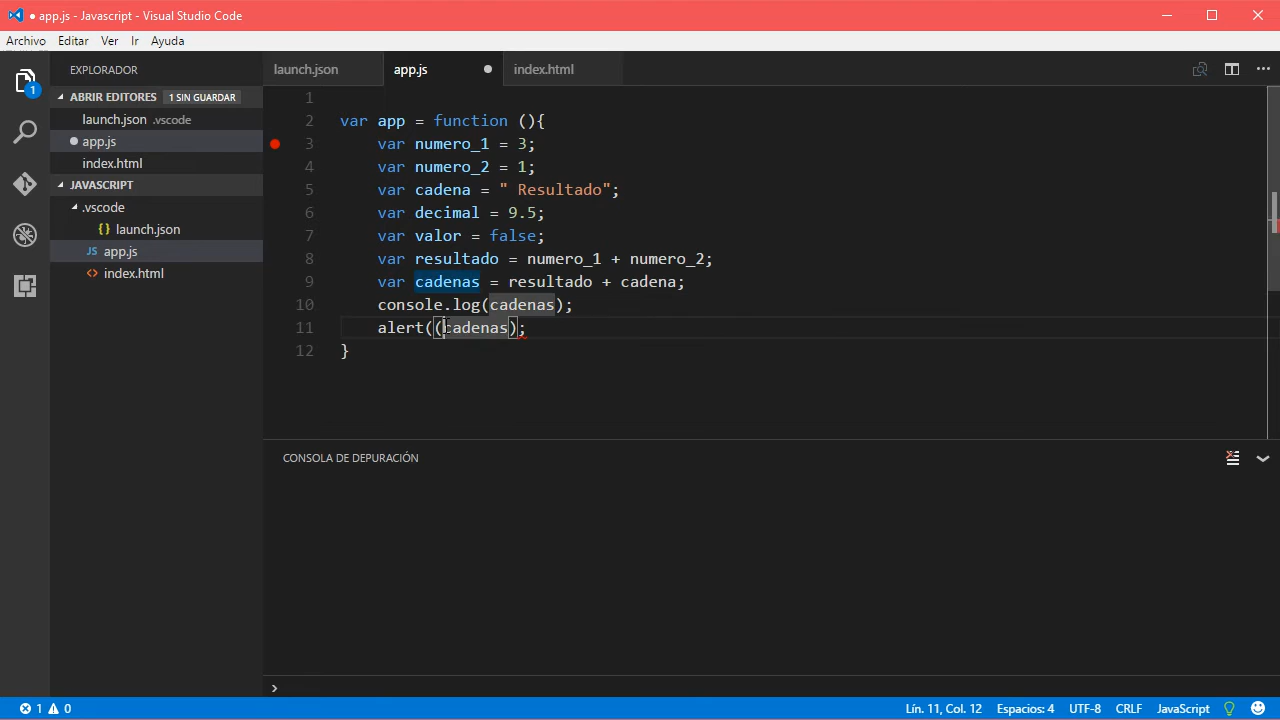 app.js - Javascript - Visual Studio Code
Archivo Editar Ver Ir Ayuda
EXPLORADOR
ABRIR EDITORES 1 SIN GUARDAR
launch.json .vscode
app.js
index.html
JAVASCRIPT
.vscode
{} launch.json
JS app.js
<> index.html
1
launch.json app.js index.html
1
2 var app = function (){
3 var numero_1 = 3;
4 var numero_2 = 1;
5 var cadena = " Resultado";
6 var decimal = 9.5;
7 var valor = false;
8 var resultado = numero_1 + numero_2;
9 var cadenas = resultado + cadena;
10 console.log(cadenas);
11 alert((cadenas);
12 }
CONSOLA DE DEPURACIÓN
1 0 Lín. 11, Col. 12 Espacios: 4 UTF-8 CRLF JavaScript